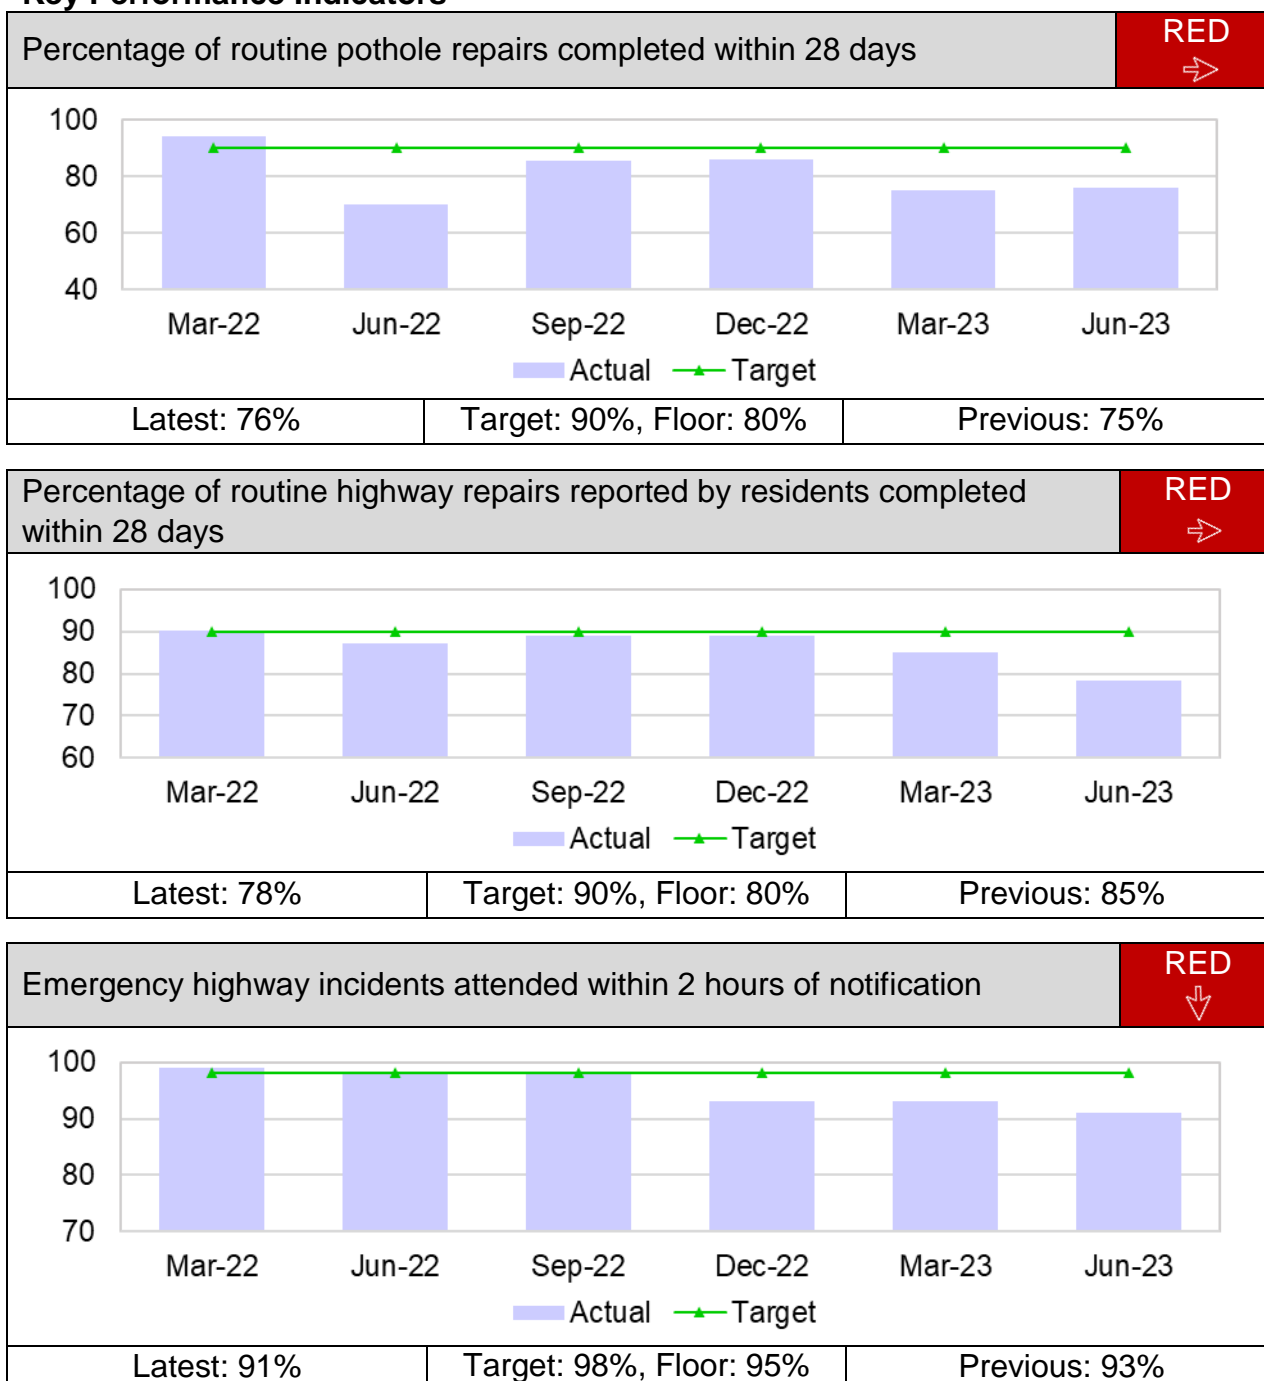 Key Performance Indicators
Percentage of routine pothole repairs completed within 28 days
RED
100
80
60
40
Mar-22 Jun-22 Sep-22 Dec-22 Mar-23 Jun-23
Actual Target
Latest: 76% Target: 90%, Floor: 80% Previous: 75%
Percentage of routine highway repairs reported by residents completed
within 28 days
RED
100
90
80
70
60
Mar-22 Jun-22 Sep-22 Dec-22 Mar-23 Jun-23
Actual Target
Latest: 78% Target: 90%, Floor: 80% Previous: 85%
Emergency highway incidents attended within 2 hours of notification
RED
100
90
80
70
Mar-22 Jun-22 Sep-22 Dec-22 Mar-23 Jun-23
Actual Target
Latest: 91% Target: 98%, Floor: 95% Previous: 93%